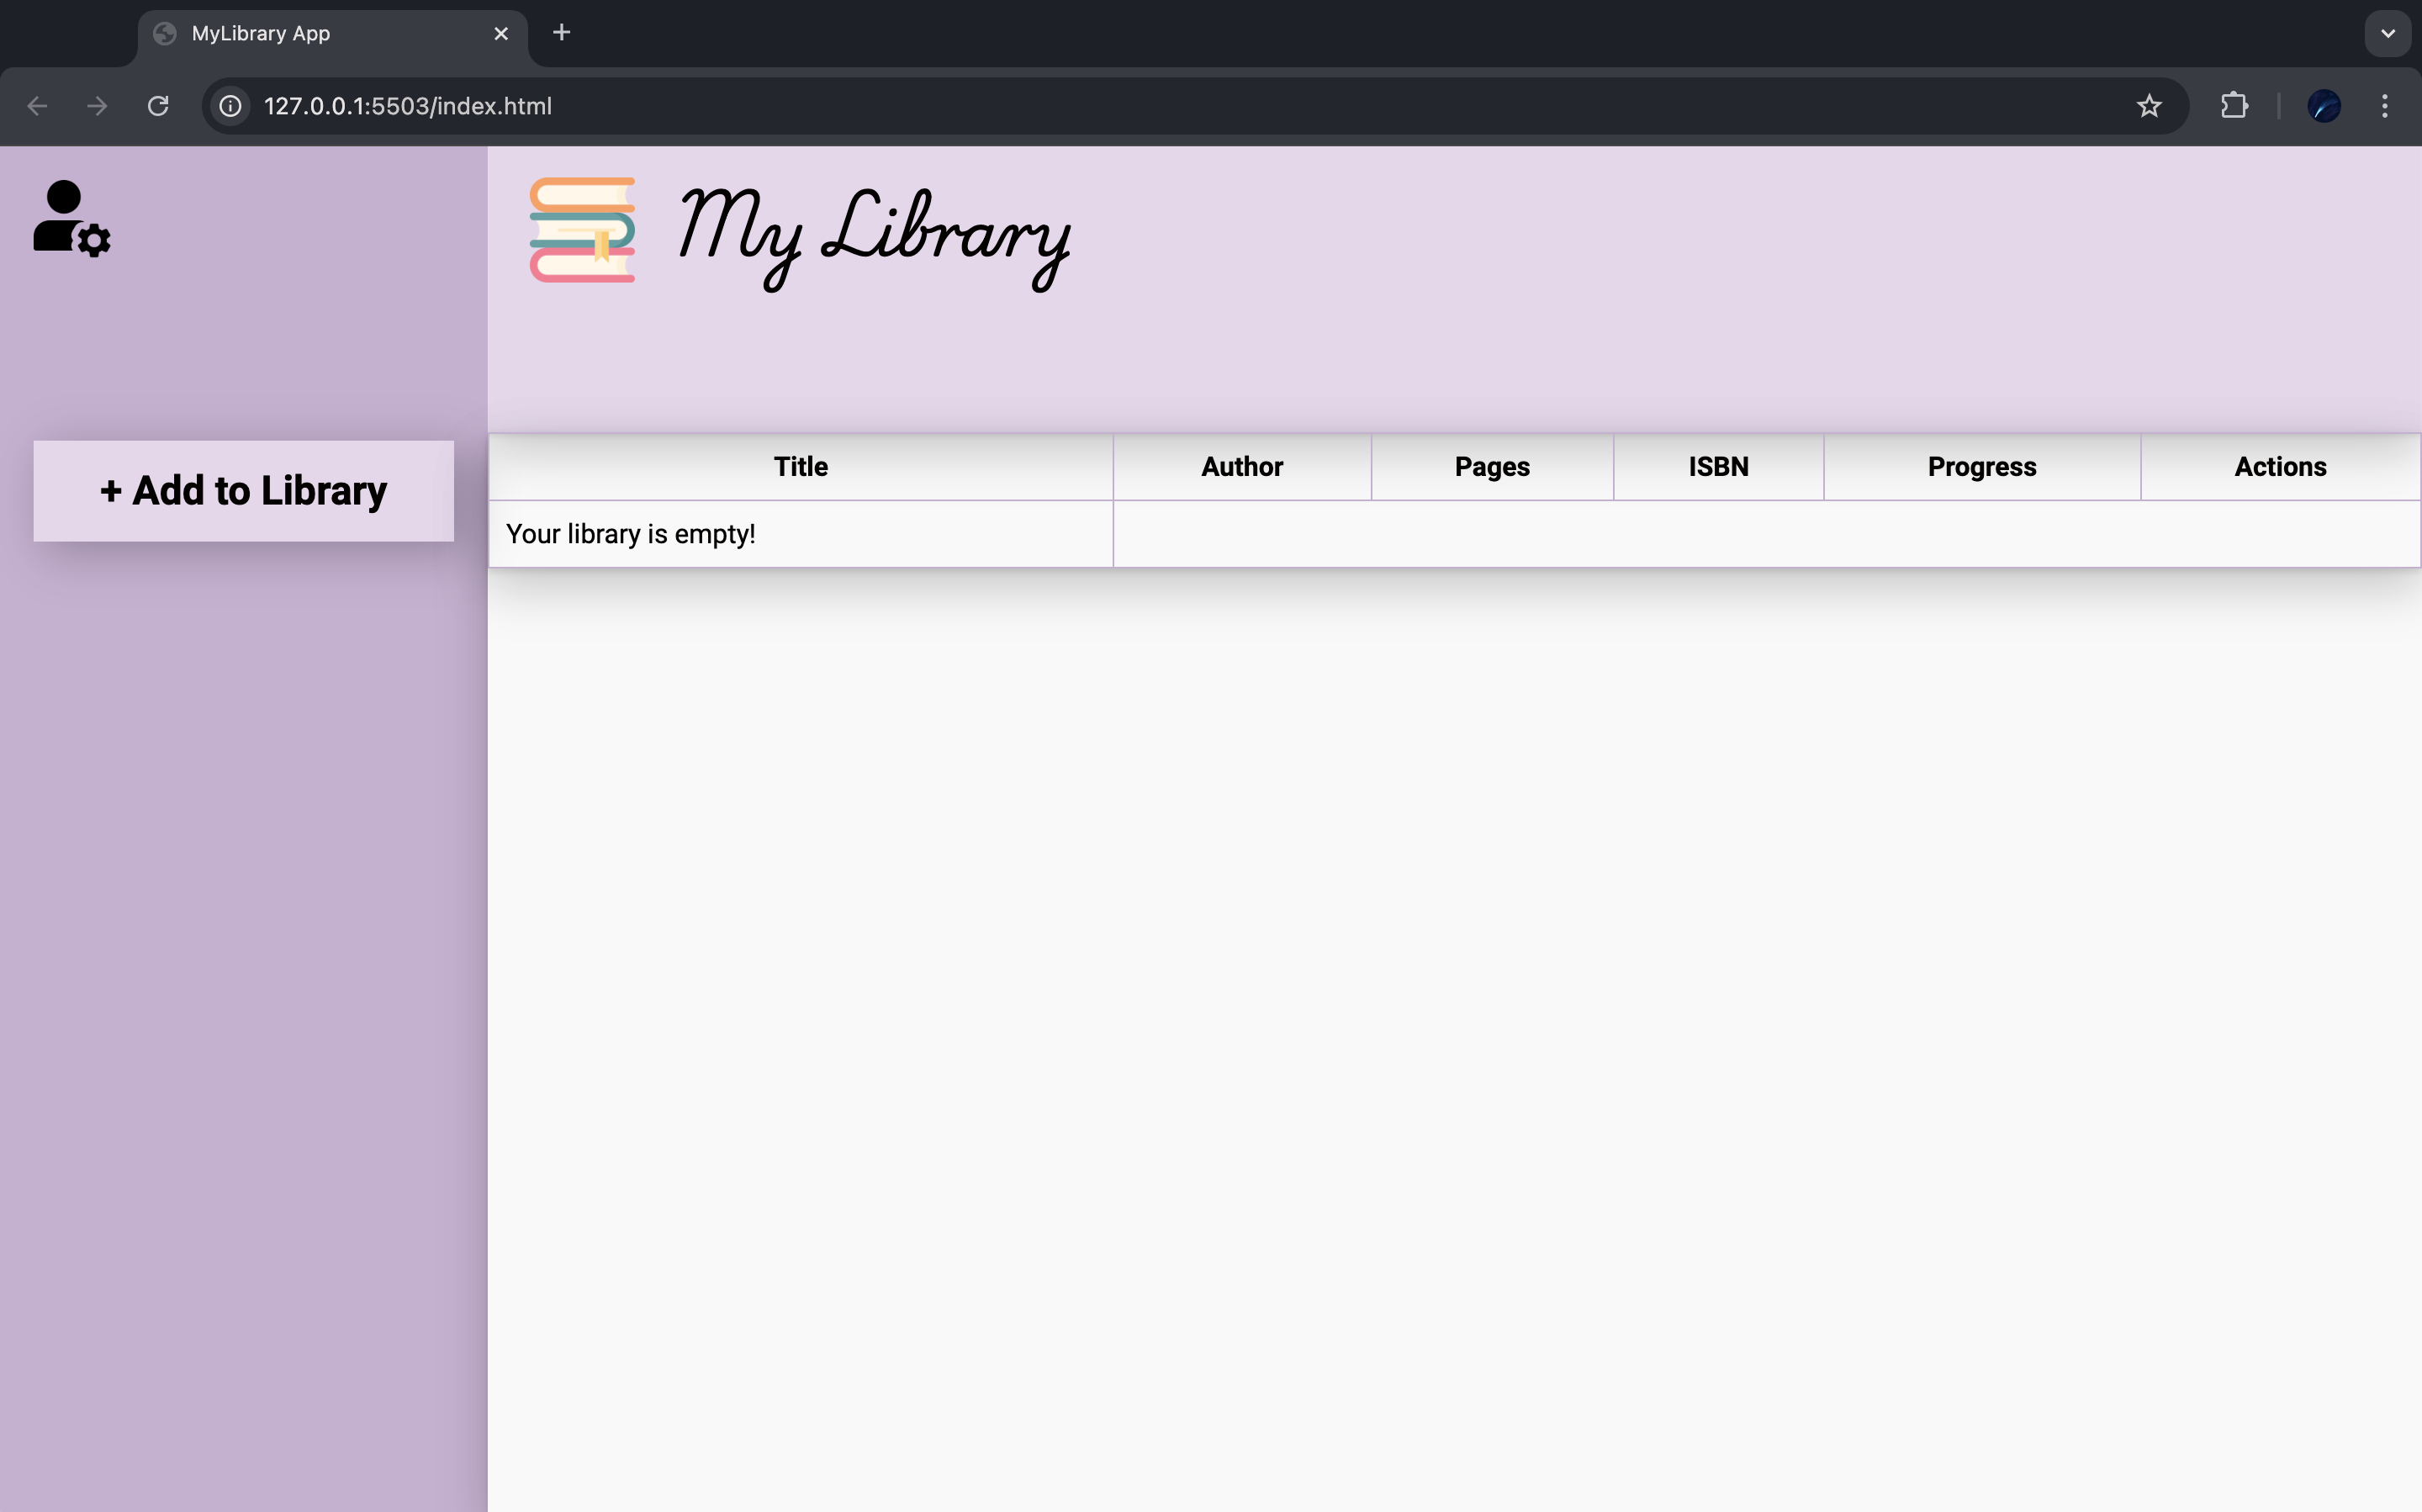 MyLibrary App
127.0.0.1:5503/index.html
My Library
+ Add to Library
Title Author Pages ISBN Progress Actions
Your library is empty!